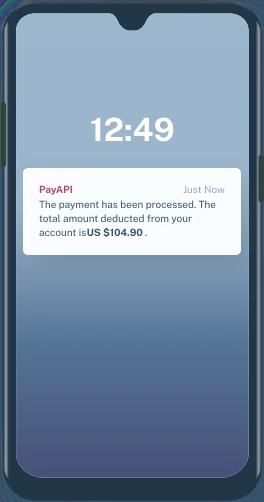 12:49
PayAPI
Just Now
The payment has been processed. The
total amount deducted from your
account isUS $104.90 .